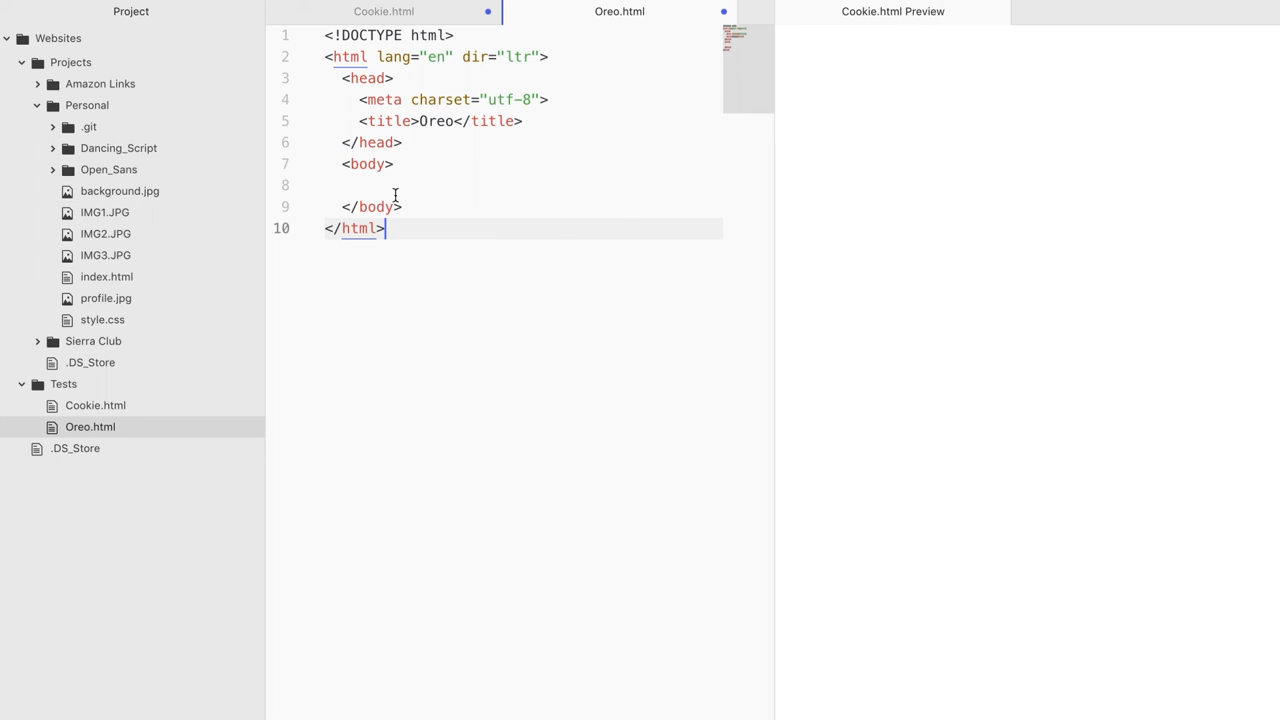 Project
Websites
Projects
Amazon Links
Personal
.git
Dancing_Script
Open_Sans
background.jpg
IMG1.JPG
IMG2.JPG
IMG3.JPG
index.html
profile.jpg
style.css
Sierra Club
.DS_Store
Tests
Cookie.html
Oreo.html
.DS_Store
Cookie.html
Oreo.html
1 <!DOCTYPE html>
2 <html lang="en" dir="ltr">
3 <head>
4 <meta charset="utf-8">
5 <title>Oreo</title>
6 </head>
7 <body>
8
9 </body>
10 </html>
Cookie.html Preview